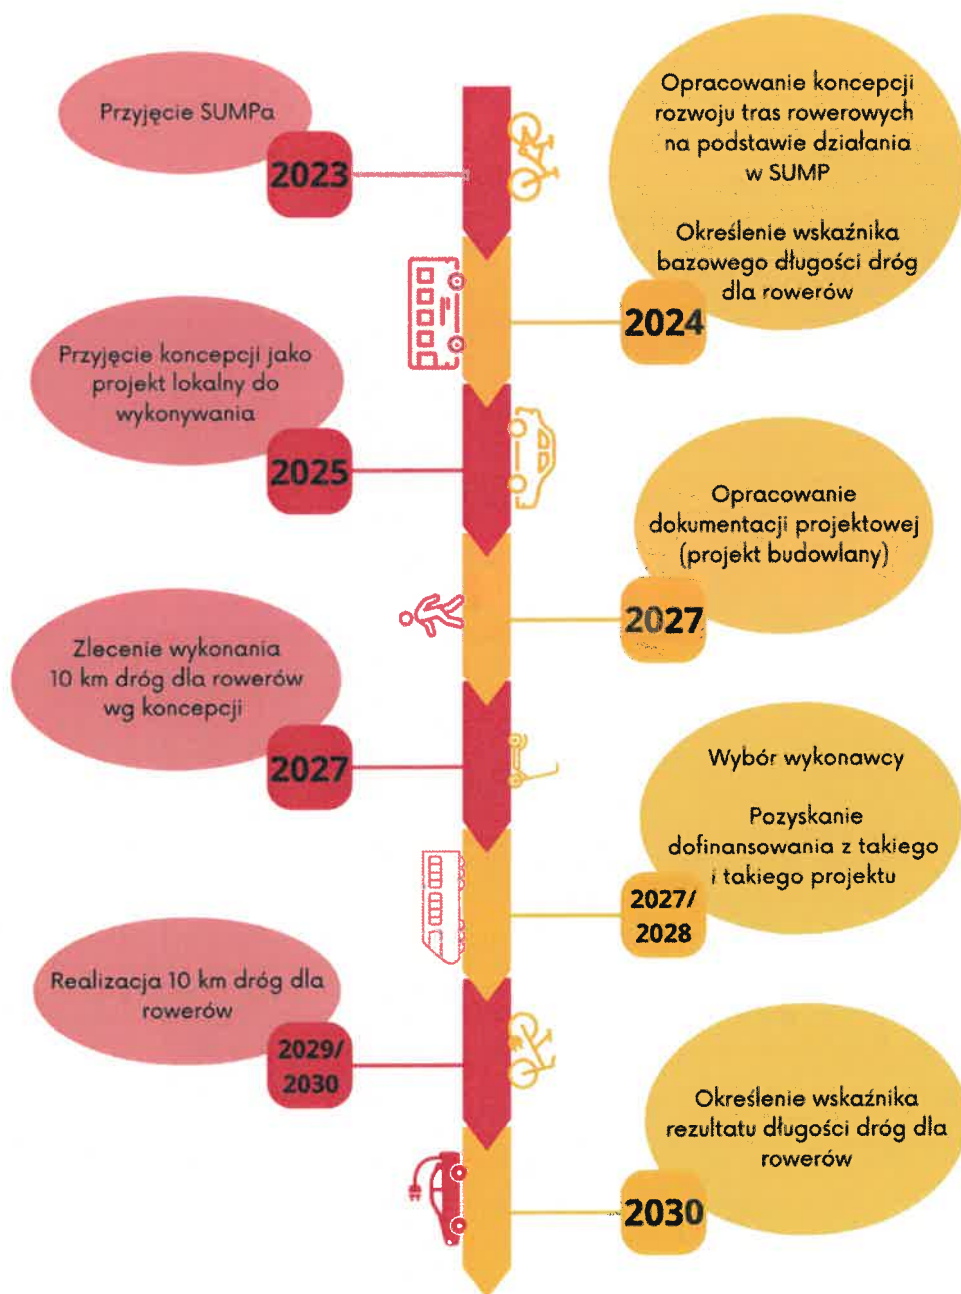 Przyjęcie SUMPa
2023
Opracowanie koncepcji
rozwoju tras rowerowych
na podstawie działania
w SUMP
Określenie wskaźnika
bazowego długości dróg
dla rowerów
2024
Przyjęcie koncepcji jako
projekt lokalny do
wykonywania
2025
Opracowanie
dokumentacji projektowej
(projekt budowlany)
2027
Zlecenie wykonania
10 km dróg dla rowerów
wg koncepcji
2027
Wybór wykonawcy
Pozyskanie
dofinansowania z takiego
i takiego projektu
2027/
2028
Realizacja 10 km dróg dla
rowerów
2029/
2030
Określenie wskaźnika
rezultatu długości dróg dla
rowerów
2030